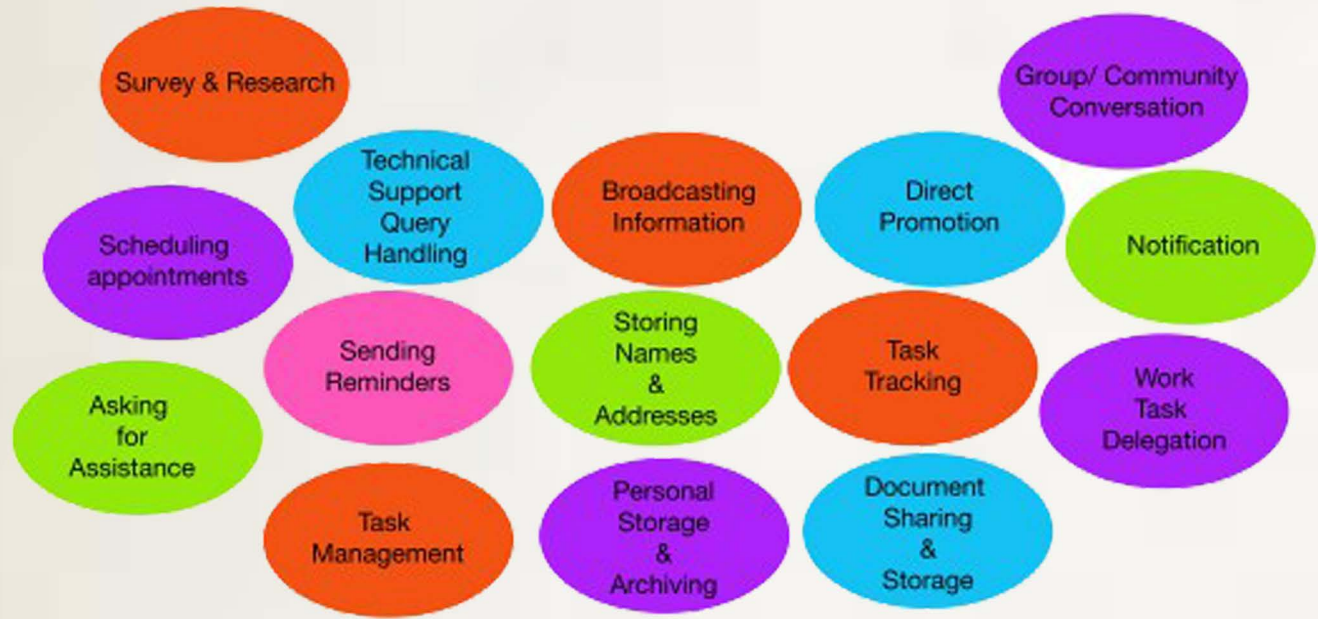 Survey & Research
Group/ Community
Conversation
Technical
Support
Query
Handling
Broadcasting
Information
Direct
Promotion
Scheduling
appointments
Notification
Sending
Reminders
Storing
Names
&
Addresses
Task
Tracking
Work
Task
Delegation
Asking
for
Assistance
Task
Management
Personal
Storage
&
Archiving
Document
Sharing
&
Storage